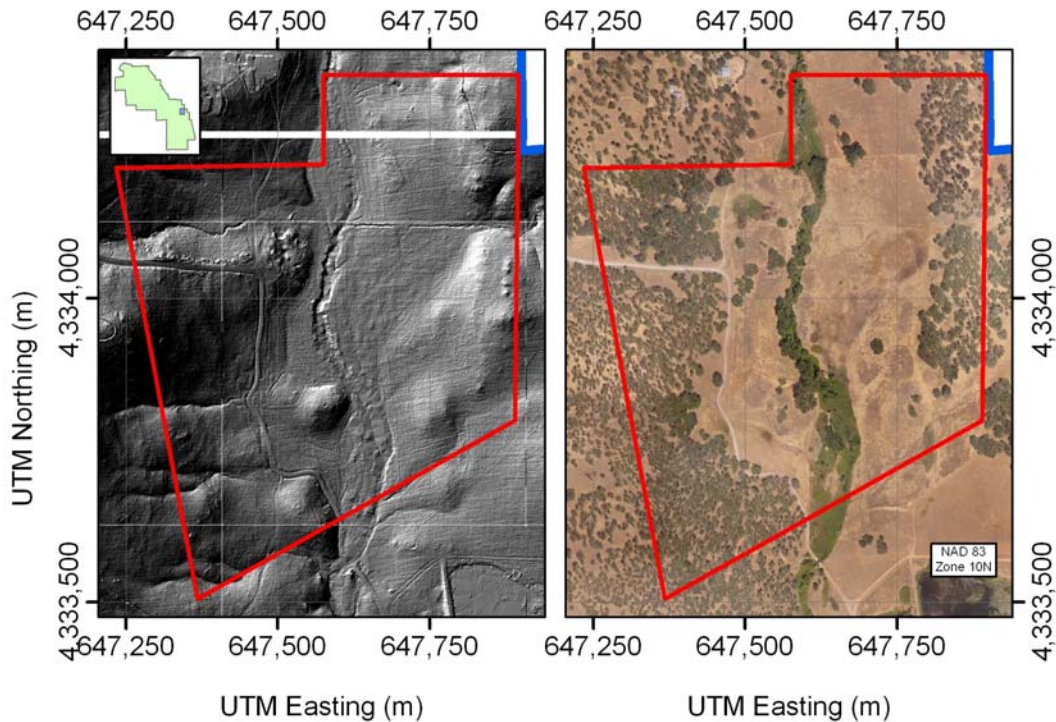 647,250 647,500 647,750 647,250 647,500 647,750
UTM Northing (m)
4,334,000
4,333,500
4,334,000
4,333,500
NAD 83
Zone 10N
647,250 647,500 647,750 647,250 647,500 647,750
UTM Easting (m) UTM Easting (m)